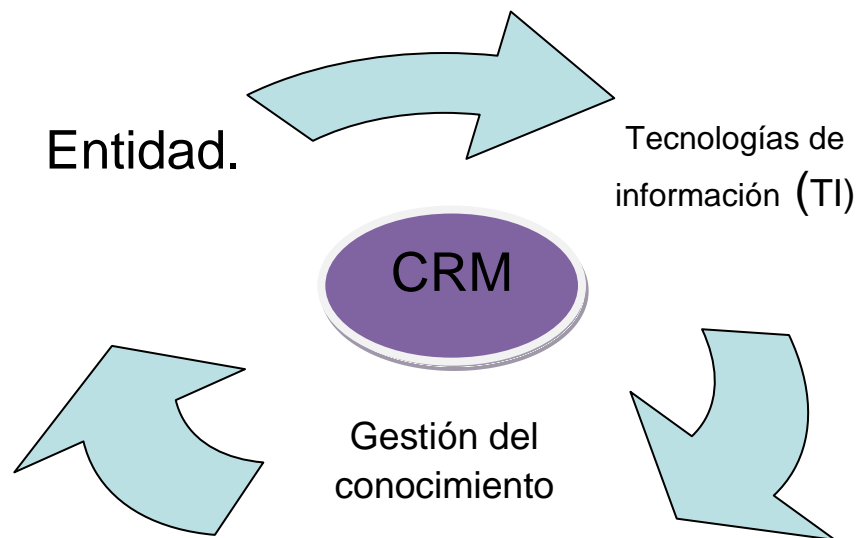 Entidad.
Tecnologías de
información (TI)
CRM
Gestión del
conocimiento